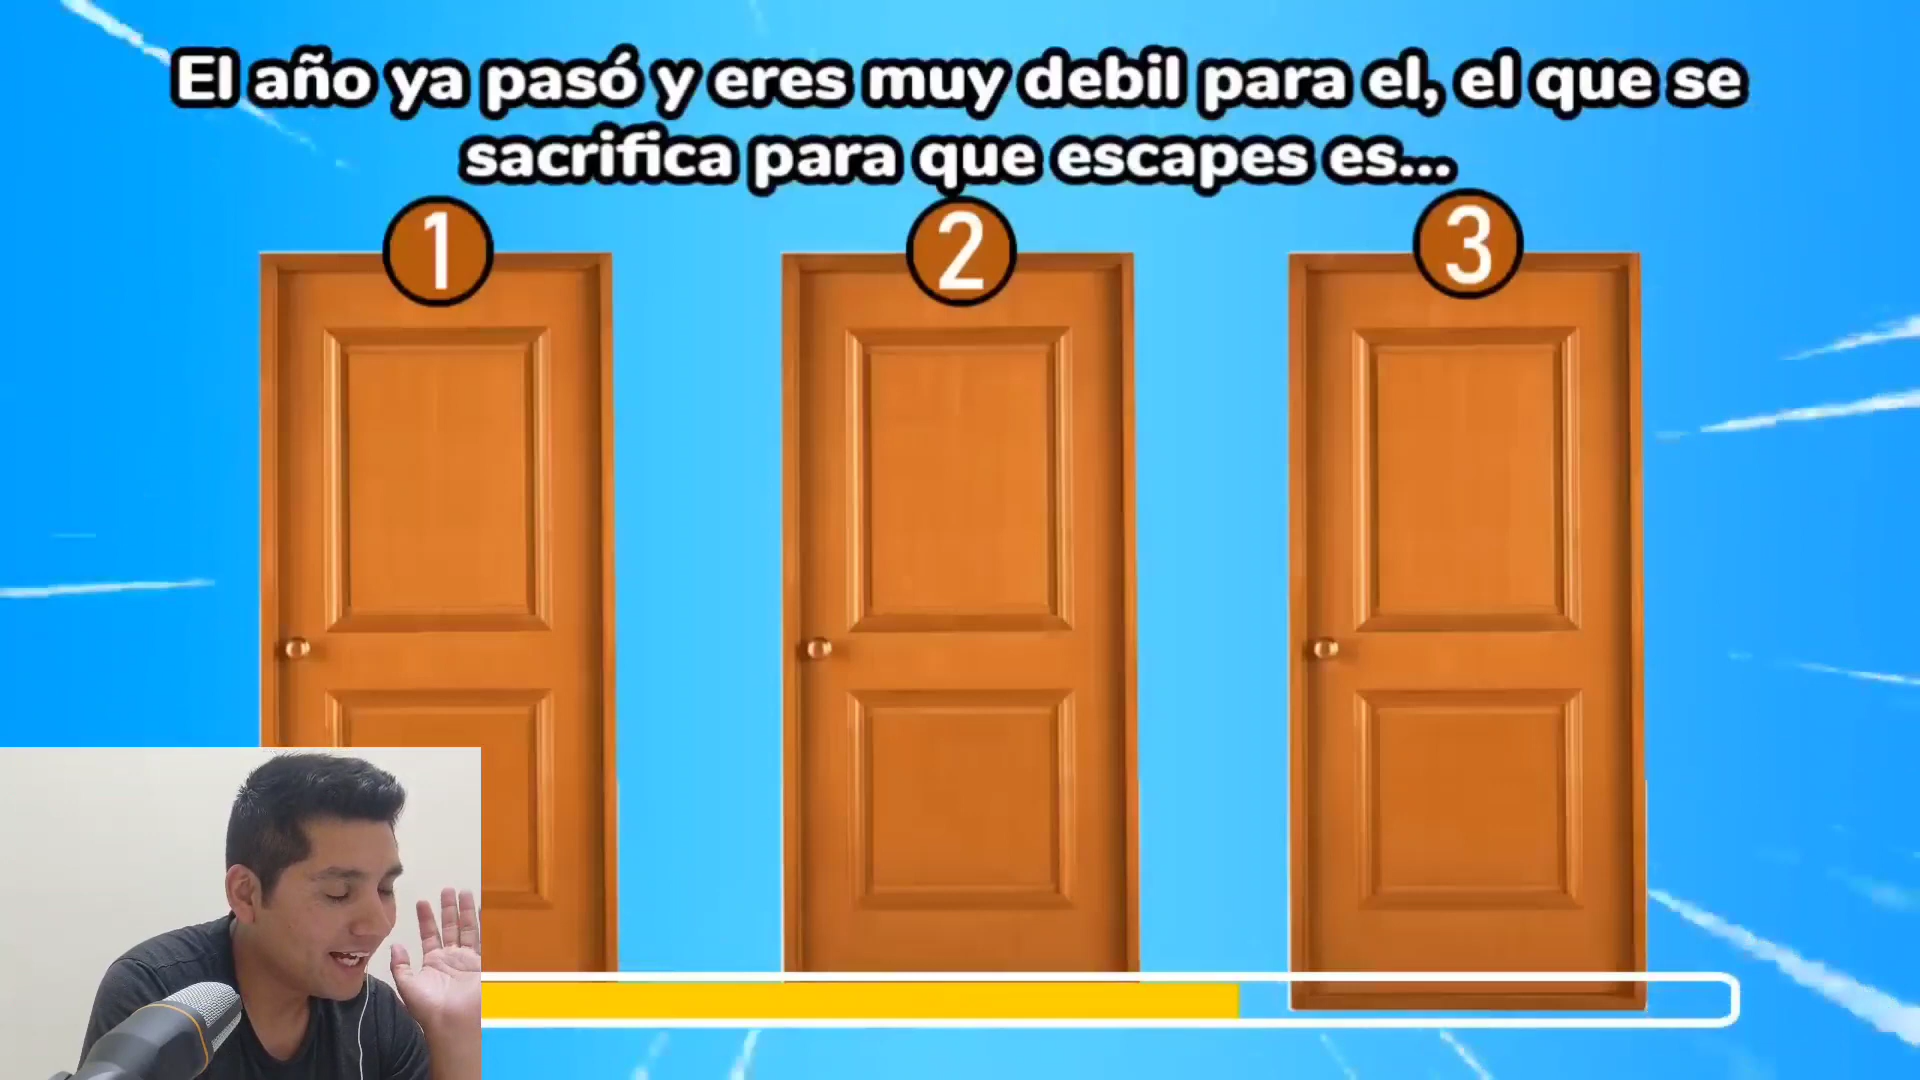 El año ya pasó y eres muy debil para el, el que se
sacrifica para que escapes es...
1
2
3